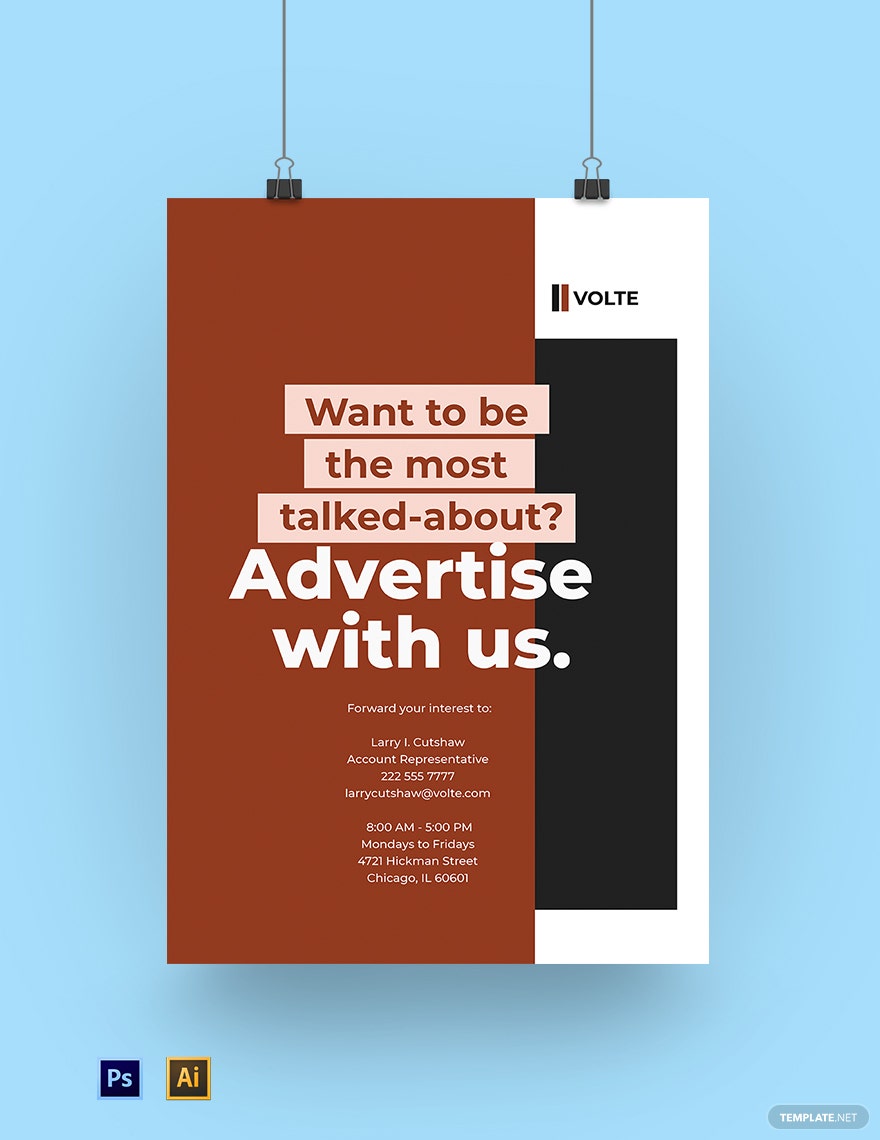 VOLTE
Want to be
the most
talked-about?
Advertise
with us.
Forward your interest to:
Larry I. Cutshaw
Account Representative
222 555 7777
larrycutshaw@volte.com
8:00 AM - 5:00 PM
Mondays to Fridays
4721 Hickman Street
Chicago, IL 60601
Ps
Ai
TEMPLATE.NET